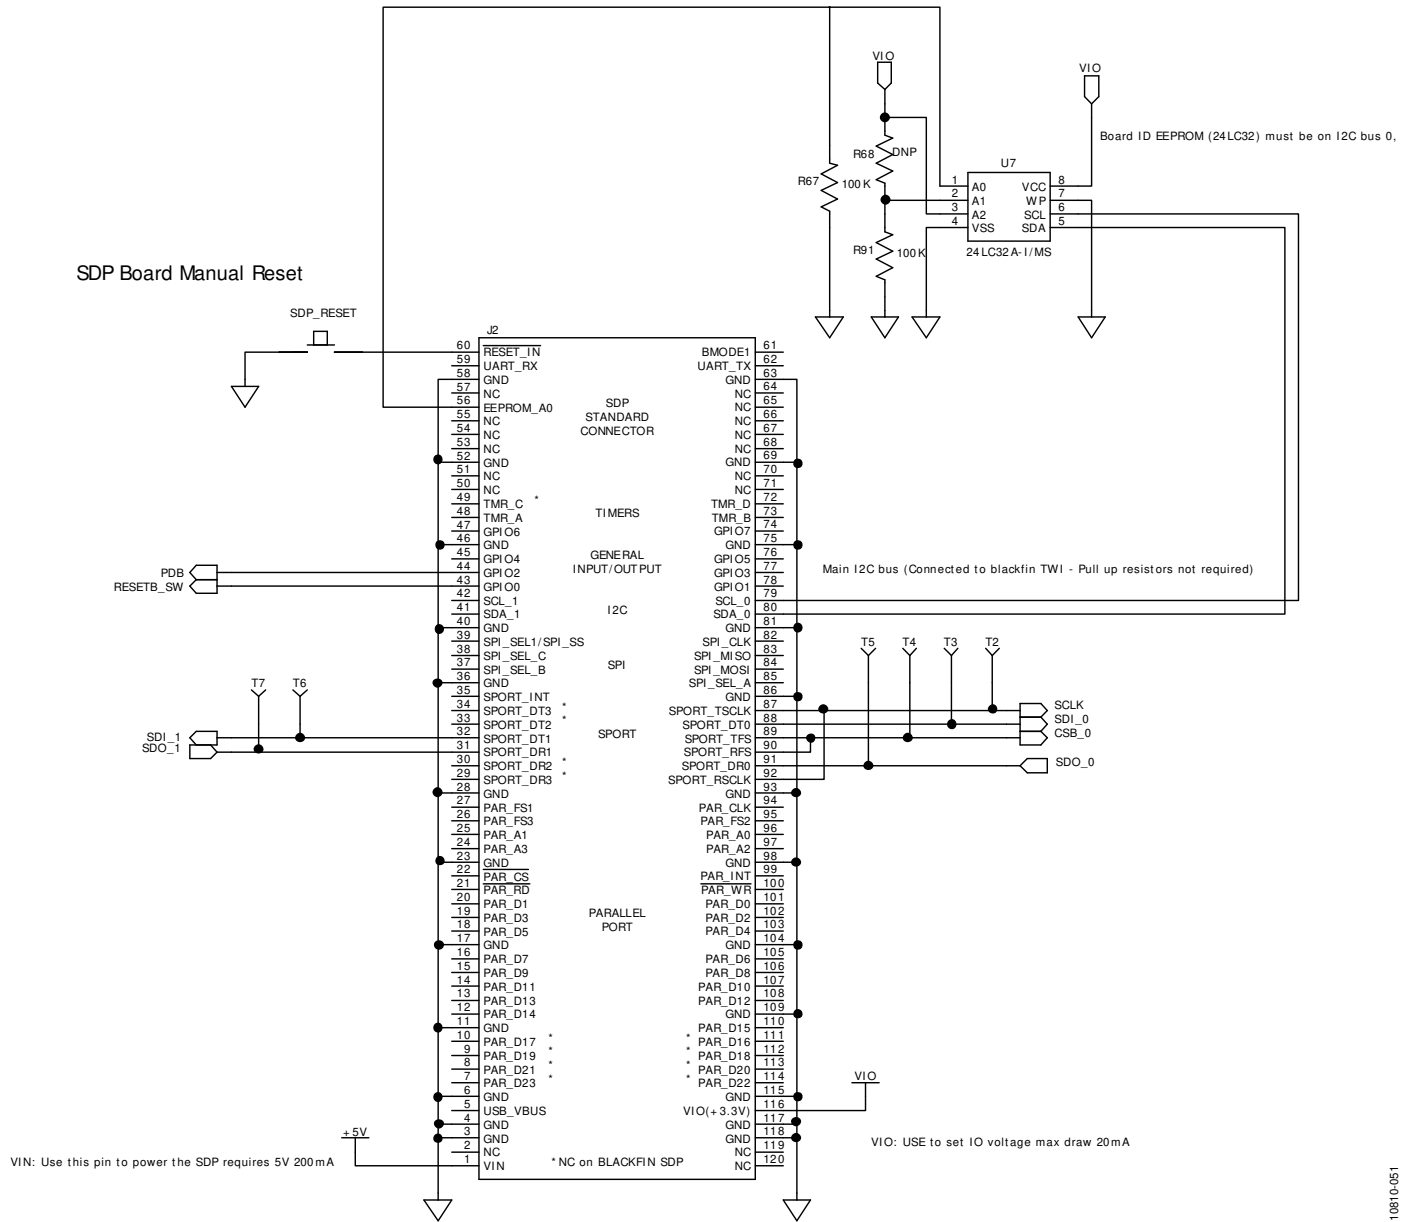 VIO
VIO
Board ID EEPROM (24LC32) must be on I2C bus 0,
R68 DNP
U7
R67 100K
1 A0 VCC 8
2 A1 WP 7
3 A2 SCL 6
4 VSS SDA 5
R91 100K
24LC32A-I/MS
SDP Board Manual Reset
SDP_RESET
J2
60 RESET_IN BMODE1 61
59 UART_RX UART_TX 62
58 GND GND 63
57 NC NC 64
56 EEPROM_A0 SDP NC 65
55 NC STANDARD NC 66
54 NC CONNECTOR NC 67
53 NC NC 68
52 GND GND 69
51 NC NC 70
50 NC NC 71
49 TMR_C * TMR_D 72
48 TMR_A TIMERS TMR_B 73
47 GPIO6 GPIO7 74
46 GND GND 75
45 GPIO4 GENERAL GPIO5 76
PDB 44 GPIO2 INPUT/OUTPUT GPIO3 77 Main I2C bus (Connected to blackfin TWI - Pull up resistors not required)
RESETB_SW 43 GPIO0 GPIO1 78
42 SCL_1 SCL_0 79
41 SDA_1 I2C SDA_0 80
40 GND GND 81
39 SPI_SEL1/SPI_SS SPI_CLK 82 T5 T4 T3 T2
38 SPI_SEL_C SPI_MISO 83
37 SPI_SEL_B SPI SPI_MOSI 84
36 GND SPI_SEL_A 85
T7 T6 35 SPORT_INT GND 86
34 SPORT_DT3 * SPORT_TSCLK 87 SCLK
33 SPORT_DT2 * SPORT_DT0 88 SDI_0
SDI_1 32 SPORT_DT1 SPORT SPORT_TFS 89 CSB_0
SDO_1 31 SPORT_DR1 SPORT_RFS 90
30 SPORT_DR2 * SPORT_DR0 91 SDO_0
29 SPORT_DR3 * SPORT_RSCLK 92
28 GND GND 93
27 PAR_FS1 PAR_CLK 94
26 PAR_FS3 PAR_FS2 95
25 PAR_A1 PAR_A0 96
24 PAR_A3 PAR_A2 97
23 GND GND 98
22 PAR_CS PAR_INT 99
21 PAR_RD PAR_WR 100
20 PAR_D1 PAR_D0 101
19 PAR_D3 PARALLEL PAR_D2 102
18 PAR_D5 PORT PAR_D4 103
17 GND GND 104
16 PAR_D7 PAR_D6 105
15 PAR_D9 PAR_D8 106
14 PAR_D11 PAR_D10 107
13 PAR_D13 PAR_D12 108
12 PAR_D14 GND 109
11 GND PAR_D15 110
10 PAR_D17 * * PAR_D16 111
9 PAR_D19 * * PAR_D18 112
8 PAR_D21 * * PAR_D20 113
7 PAR_D23 * * PAR_D22 114 VIO
6 GND GND 115
5 USB_VBUS VIO(+3.3V) 116
4 GND GND 117
+5V 3 GND GND 118 VIO: USE to set IO voltage max draw 20mA
2 NC NC 119
VIN: Use this pin to power the SDP requires 5V 200mA 1 VIN *NC on BLACKFIN SDP NC 120
10810-051